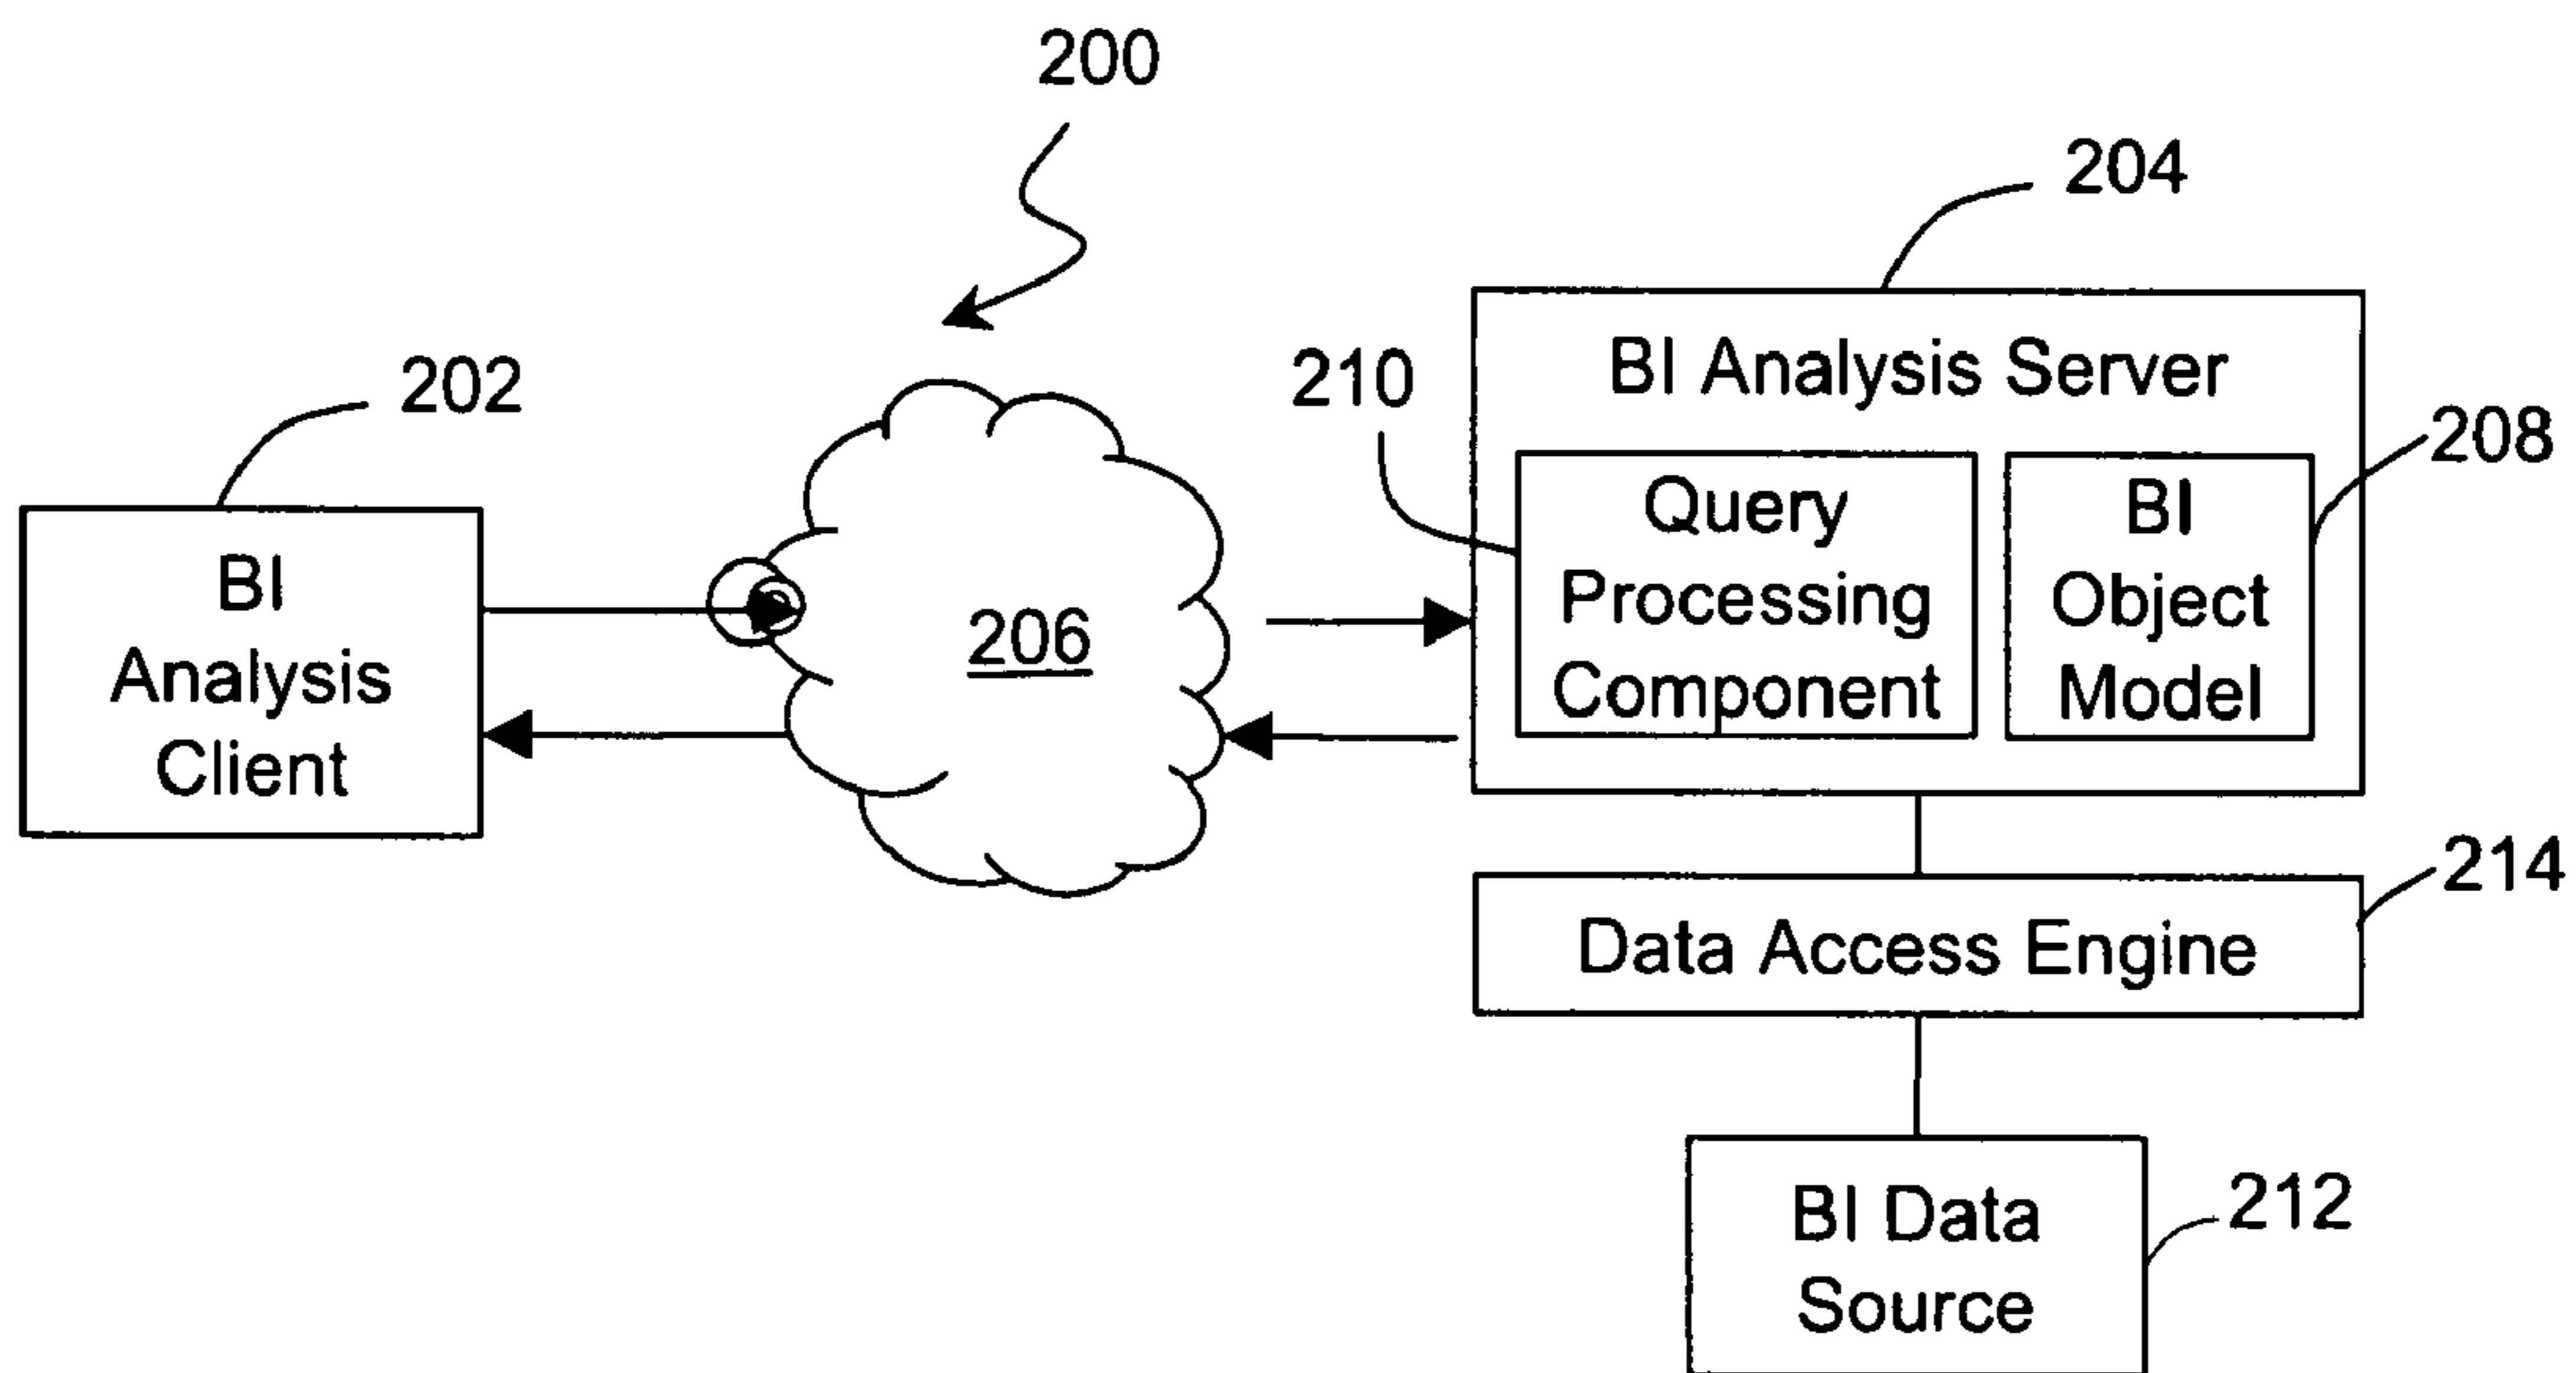 200
204
BI Analysis Server
202
210
208
Query
Processing
Component
BI
Object
Model
BI
Analysis
Client
206
214
Data Access Engine
212
BI Data
Source